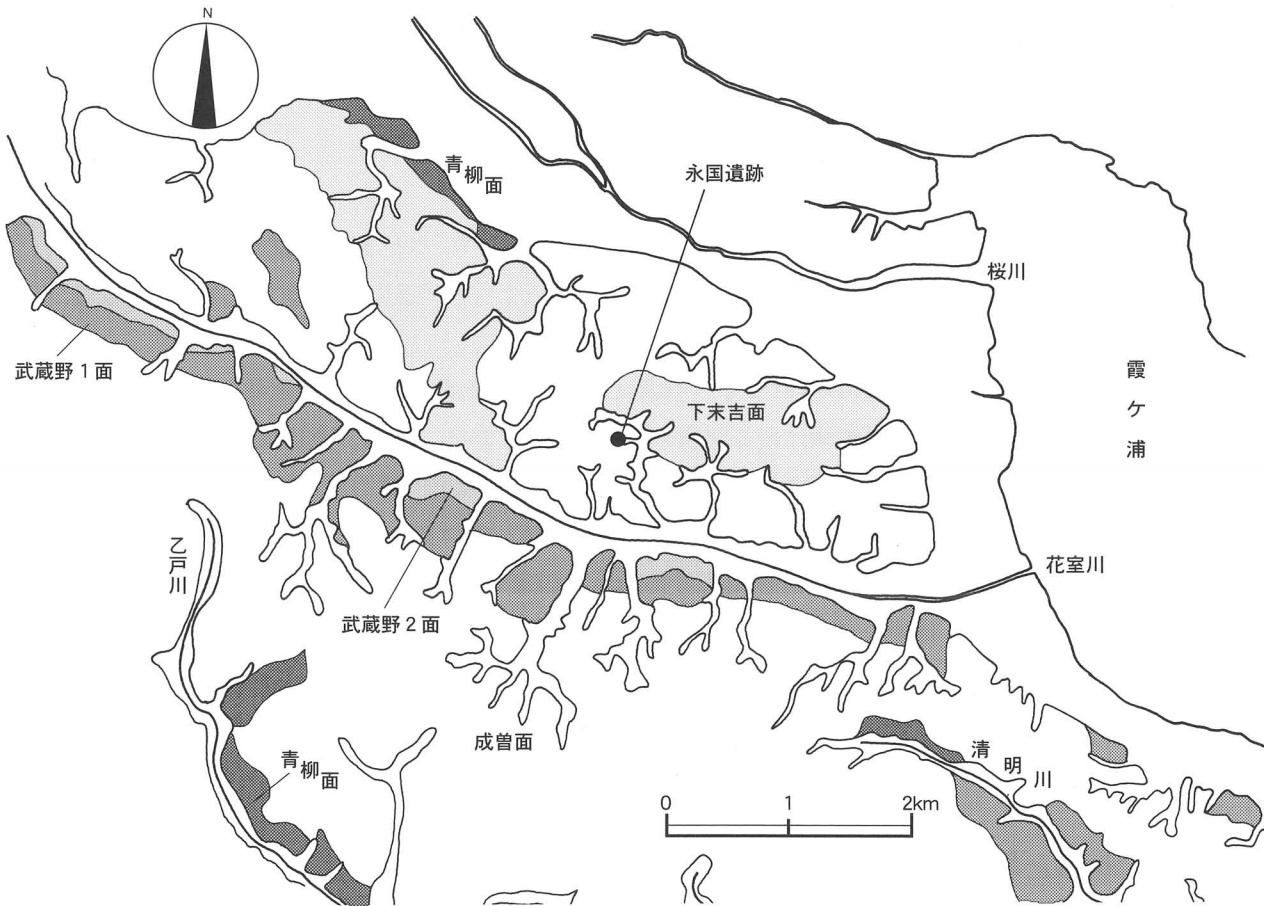 N
青柳面
永国遺跡
桜川
武蔵野1面
霞ヶ浦
下末吉面
乙戸川
花室川
武蔵野2面
成曽面
清明川
青柳面
0 1 2km